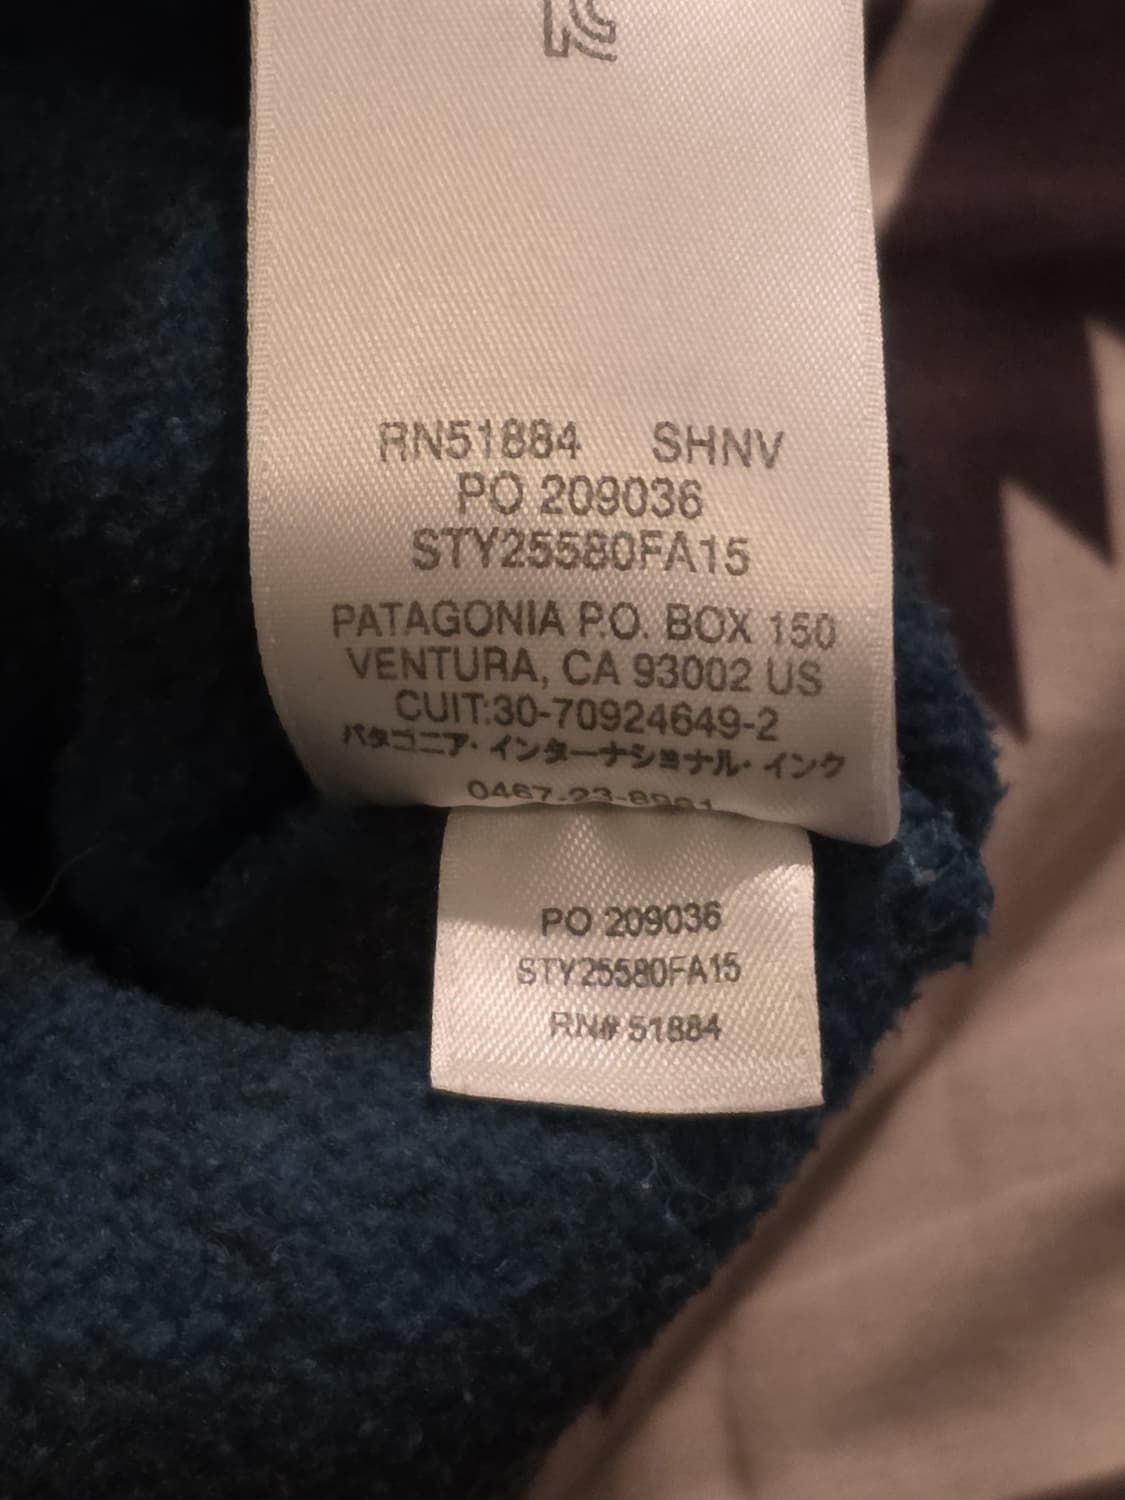 RN51884 SHNV
PO 209036
STY25580FA15
PATAGONIA P.O. BOX 150
VENTURA, CA 93002 US
CUIT:30-70924649-2
パタゴニア・インターナショナル・インク
PO 209036
STY25580FA15
RN# 51884